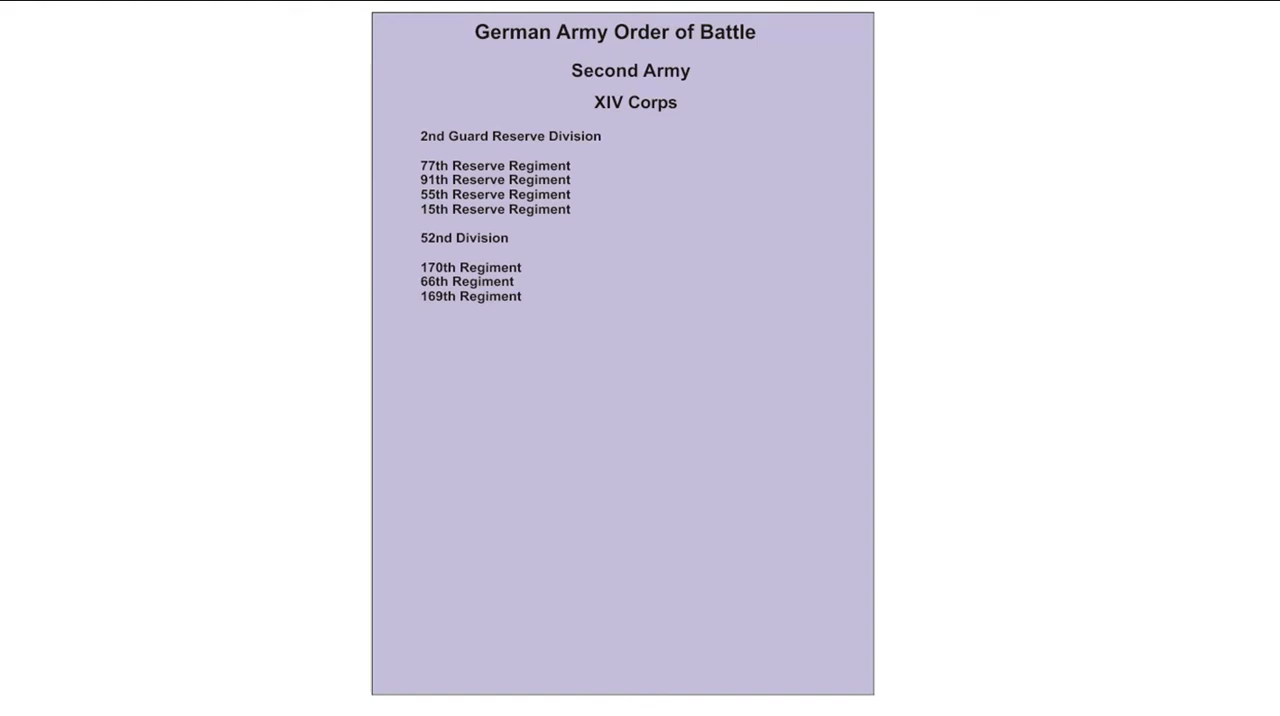 German Army Order of Battle
Second Army
XIV Corps
2nd Guard Reserve Division
77th Reserve Regiment
91th Reserve Regiment
55th Reserve Regiment
15th Reserve Regiment
52nd Division
170th Regiment
66th Regiment
169th Regiment